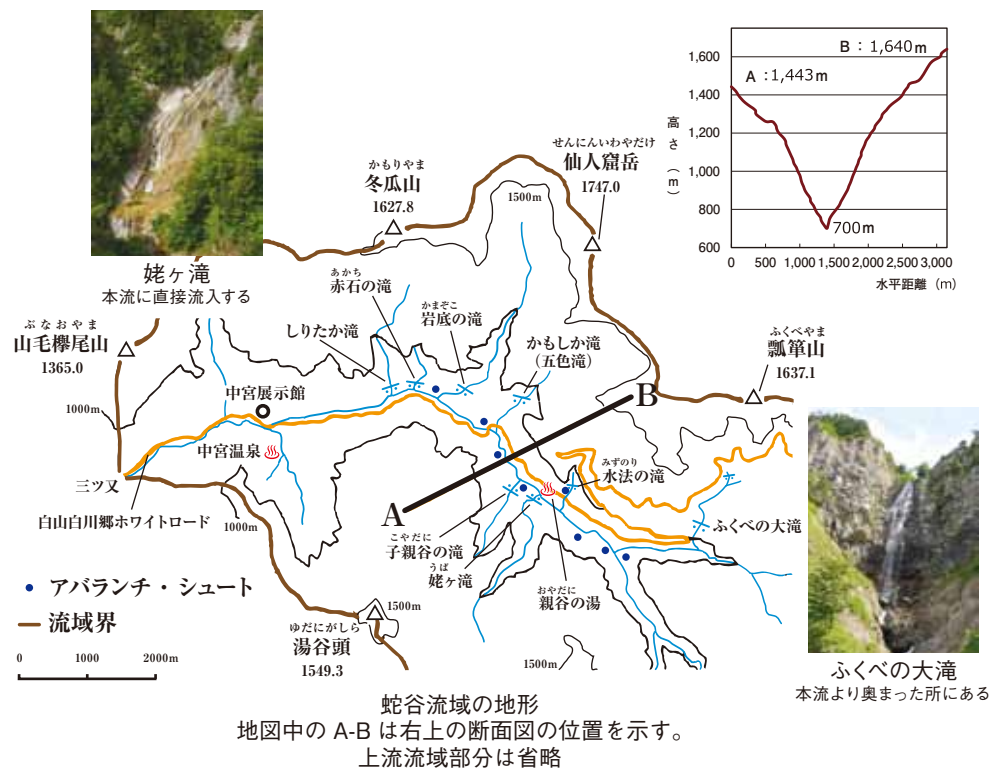 姥ヶ滝
本流に直接流入する
1,600
1,400
1,200
1,000
800
600
高さ(m)
A :1,443m
B : 1,640m
700m
0 500 1,000 1,500 2,000 2,500 3,000
水平距離(m)
せんにんいわやだけ
仙人窟岳
1747.0
かもりやま
冬瓜山
1627.8
1500m
あかち
赤石の滝
かまぞこ
岩底の滝
しりたか滝
かもしか滝
(五色滝)
ぶなおやま
山毛欅尾山
1365.0
ふくべやま
瓢箪山
1637.1
1000m
中宮展示館
中宮温泉
B
A
三ツ又
白山白川郷ホワイトロード
1000m
みずのり
水法の滝
ふくべの大滝
こやだに
子親谷の滝
うば
姥ヶ滝
おやだに
親谷の湯
アバランチ・シュート
流域界
0 1000 2000m
1500m
ゆだにがしら
湯谷頭
1549.3
1500m
ふくべの大滝
本流より奥まった所にある
蛇谷流域の地形
地図中の A-B は右上の断面図の位置を示す。
上流流域部分は省略